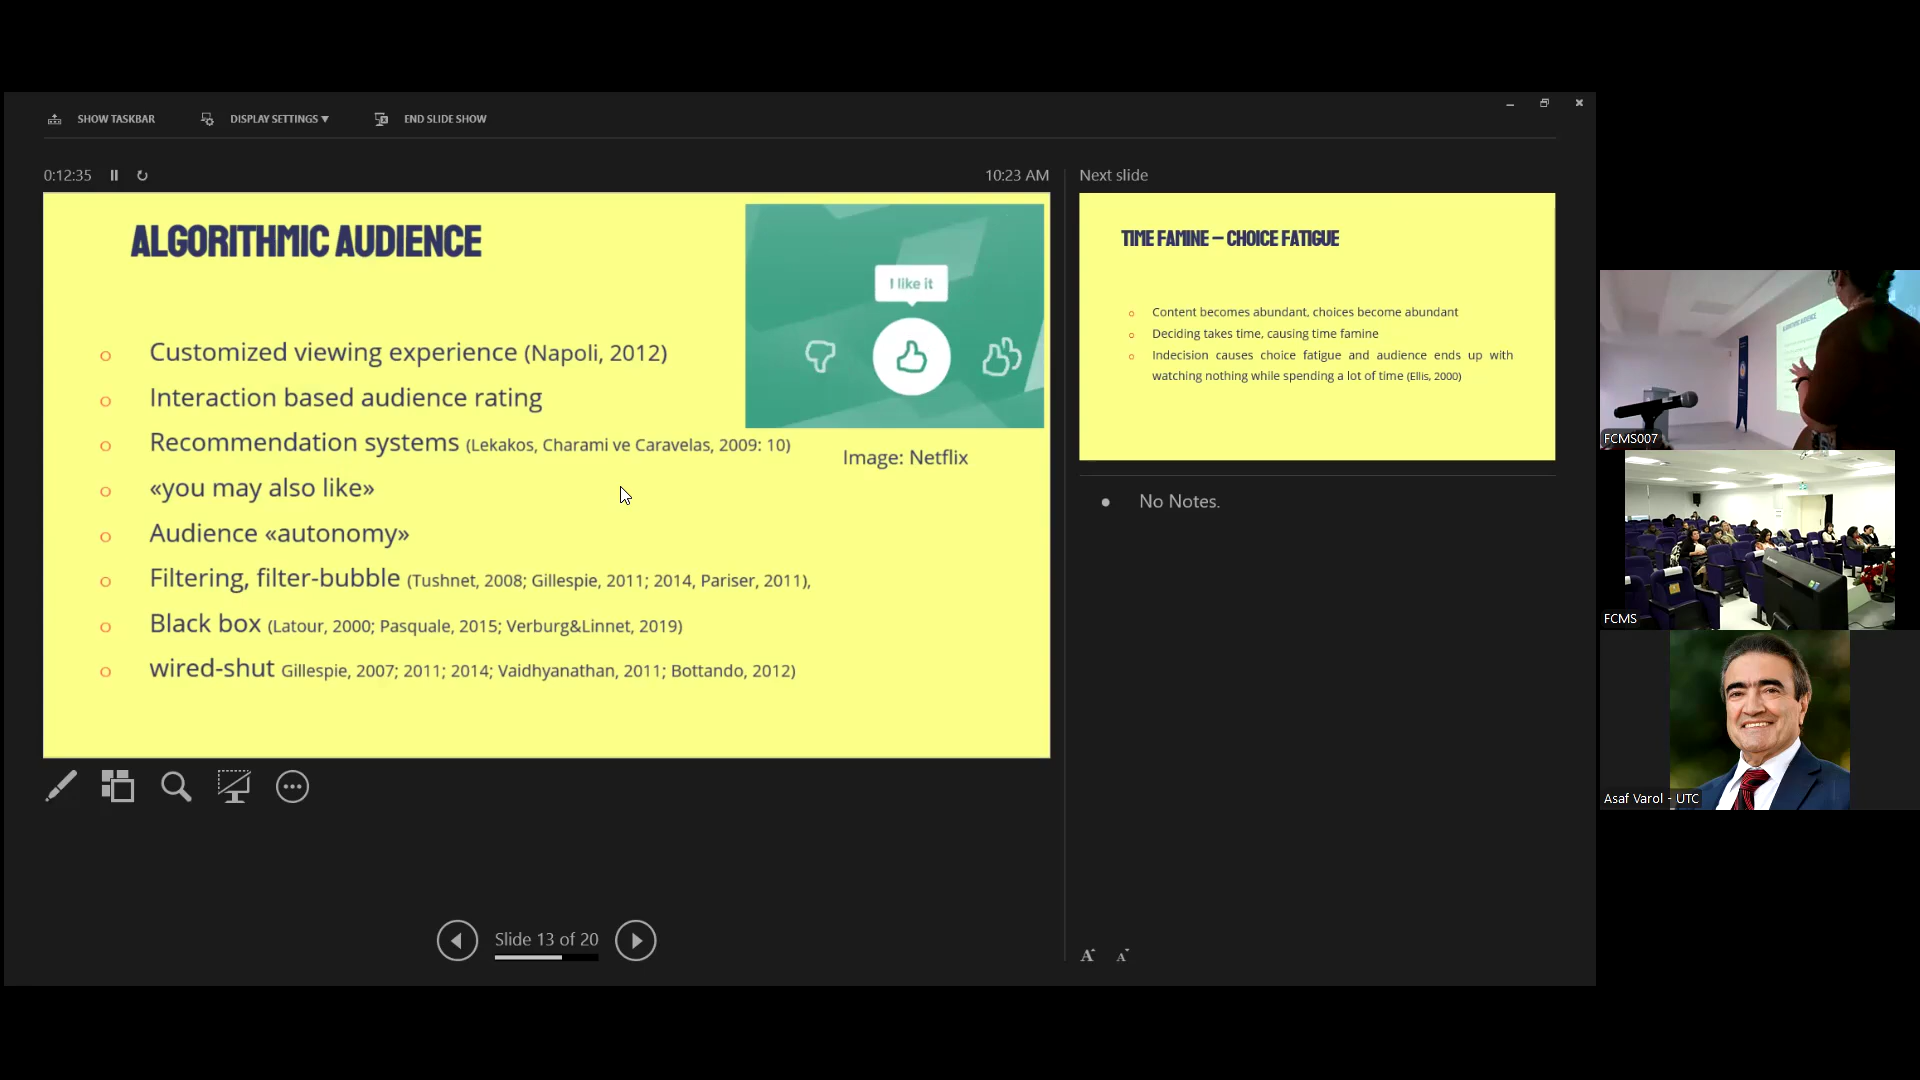 SHOW TASKBAR
DISPLAY SETTINGS
END SLIDE SHOW
0:12:35
10:23 AM
ALGORITHMIC AUDIENCE
I like it
Customized viewing experience (Napoli, 2012)
Interaction based audience rating
Recommendation systems (Lekakos, Charami ve Caravelas, 2009: 10)
Image: Netflix
«you may also like»
Audience «autonomy»
Filtering, filter-bubble (Tushnet, 2008; Gillespie, 2011; 2014, Pariser, 2011),
Black box (Latour, 2000; Pasquale, 2015; Verburg&Linnet, 2019)
wired-shut Gillespie, 2007; 2011; 2014; Vaidhyanathan, 2011; Bottando, 2012)
Slide 13 of 20
Next slide
TIME FAMINE – CHOICE FATIGUE
Content becomes abundant, choices become abundant
Deciding takes time, causing time famine
Indecision causes choice fatigue and audience ends up with
watching nothing while spending a lot of time (Ellis, 2000)
No Notes.
A A
ALGORITHMIC AUDIENCE
FCMS007
FCMS
Asaf Varol - UTC